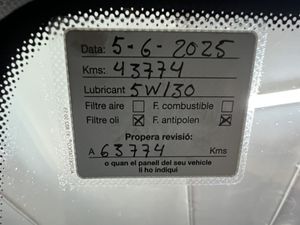 Data: 5-6-2025
Kms: 43774
Lubricant 5W/30
Filtre aire ☐ F. combustible ☐
Filtre oli ☒ F. antipolen ☒
Propera revisió:
A 63774 Kms
o quan el panell del seu vehicle
li ho indiqui